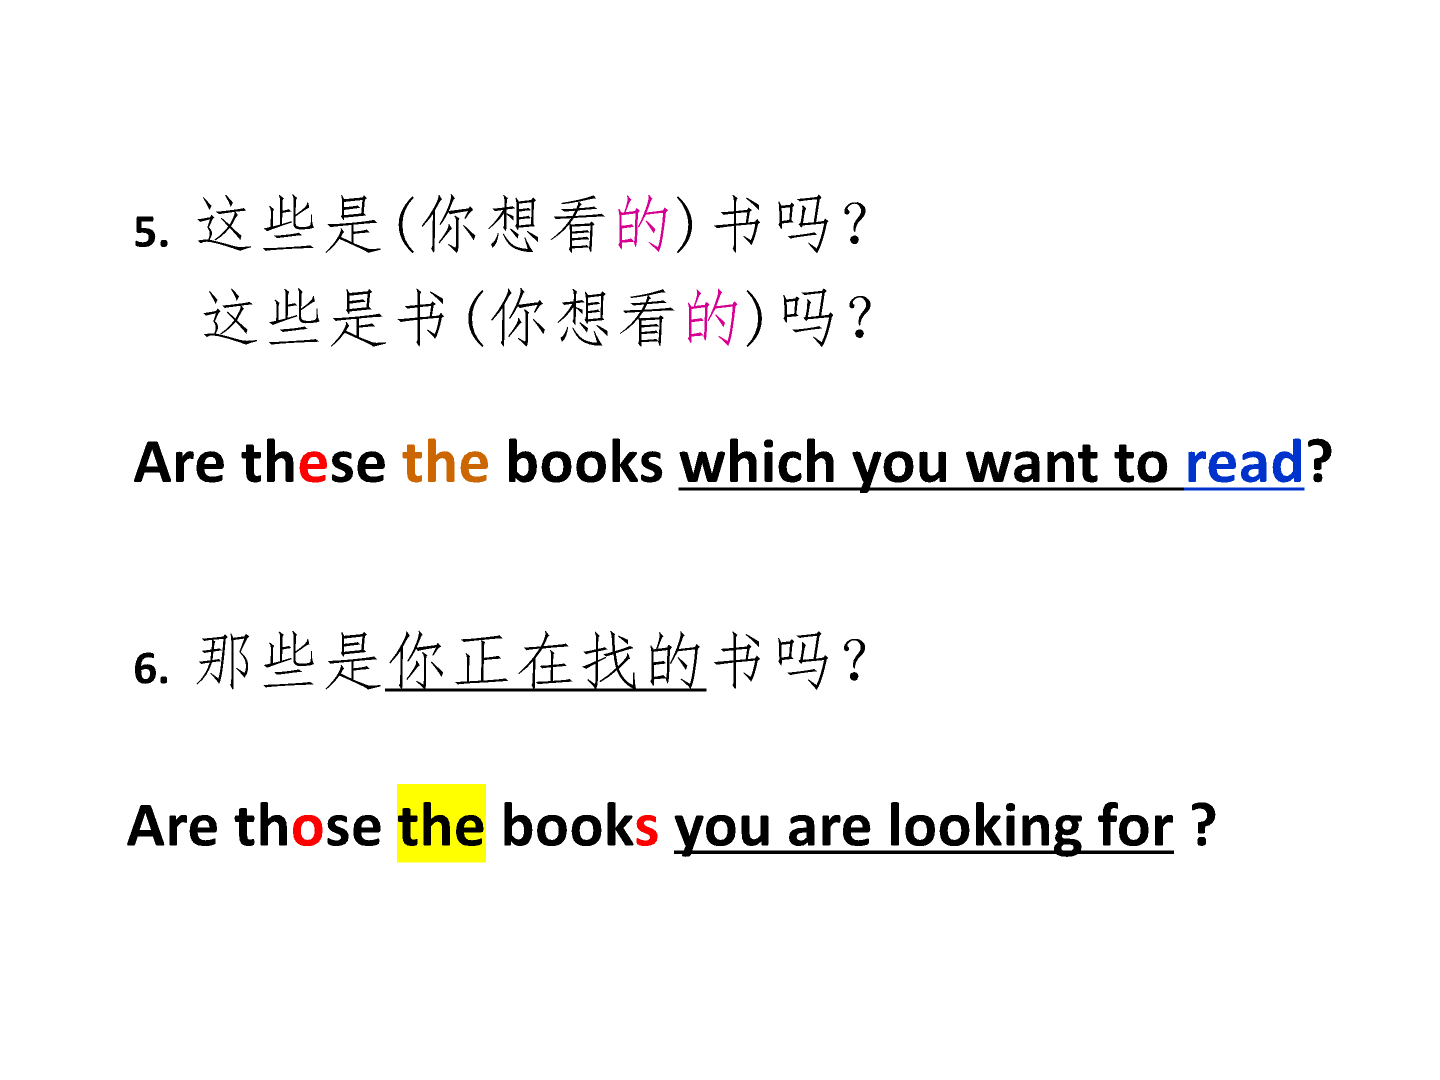 5. 这些是(你想看的)书吗？
这些是书(你想看的)吗？
Are these the books which you want to read?
6. 那些是你正在找的书吗？
Are those the books you are looking for ?